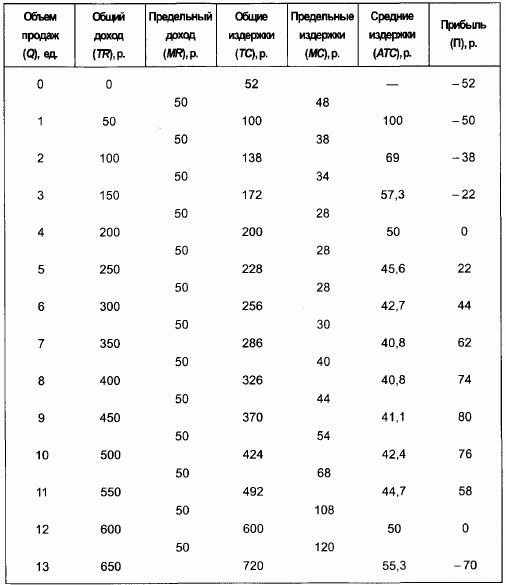 Объем Общий Предельный Общие Предельные Средние Прибыль
продаж доход доход издержки издержки издержки (П), р.
(Q), ед. (TR), р. (MR), р. (TC), р. (MC), р. (ATC), р.
0 0 52 — −52
50 48
1 50 100 100 −50
50 38
2 100 138 69 −38
50 34
3 150 172 57,3 −22
50 28
4 200 200 50 0
50 28
5 250 228 45,6 22
50 28
6 300 256 42,7 44
50 30
7 350 286 40,8 62
50 40
8 400 326 40,8 74
50 44
9 450 370 41,1 80
50 54
10 500 424 42,4 76
50 68
11 550 492 44,7 58
50 108
12 600 600 50 0
50 120
13 650 720 55,3 −70